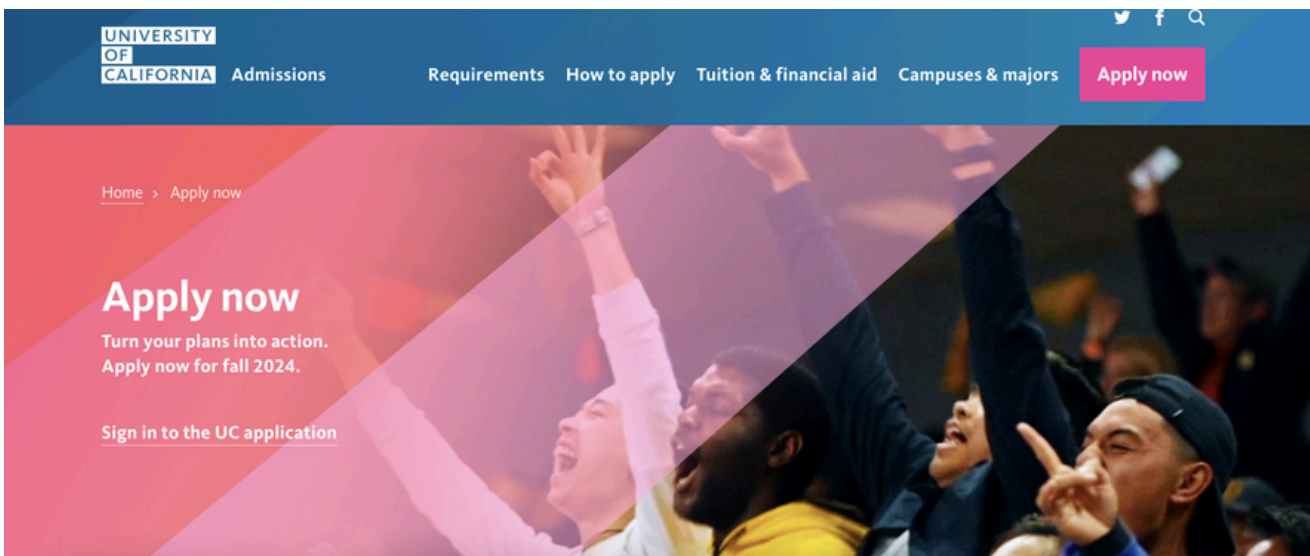 UNIVERSITY
OF
CALIFORNIA
Admissions
Requirements
How to apply
Tuition & financial aid
Campuses & majors
Apply now
Home > Apply now
Apply now
Turn your plans into action.
Apply now for fall 2024.
Sign in to the UC application